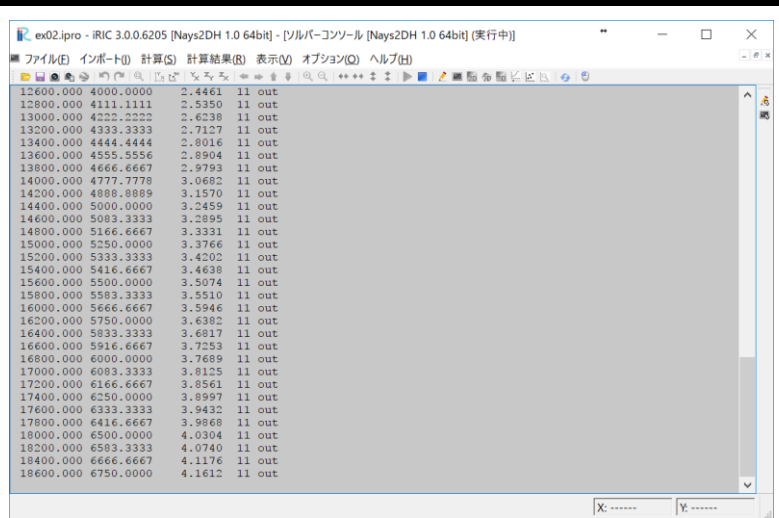 ex02.ipro - iRIC 3.0.0.6205 [Nays2DH 1.0 64bit] - [ソルバーコンソール [Nays2DH 1.0 64bit] (実行中)]
ファイル(F) インポート(I) 計算(S) 計算結果(R) 表示(V) オプション(O) ヘルプ(H)
12600.000 4000.0000 2.4461 11 out
12800.000 4111.1111 2.5350 11 out
13000.000 4222.2222 2.6238 11 out
13200.000 4333.3333 2.7127 11 out
13400.000 4444.4444 2.8016 11 out
13600.000 4555.5556 2.8904 11 out
13800.000 4666.6667 2.9793 11 out
14000.000 4777.7778 3.0682 11 out
14200.000 4888.8889 3.1570 11 out
14400.000 5000.0000 3.2459 11 out
14600.000 5083.3333 3.2895 11 out
14800.000 5166.6667 3.3331 11 out
15000.000 5250.0000 3.3766 11 out
15200.000 5333.3333 3.4202 11 out
15400.000 5416.6667 3.4638 11 out
15600.000 5500.0000 3.5074 11 out
15800.000 5583.3333 3.5510 11 out
16000.000 5666.6667 3.5946 11 out
16200.000 5750.0000 3.6382 11 out
16400.000 5833.3333 3.6817 11 out
16600.000 5916.6667 3.7253 11 out
16800.000 6000.0000 3.7689 11 out
17000.000 6083.3333 3.8125 11 out
17200.000 6166.6667 3.8561 11 out
17400.000 6250.0000 3.8997 11 out
17600.000 6333.3333 3.9432 11 out
17800.000 6416.6667 3.9868 11 out
18000.000 6500.0000 4.0304 11 out
18200.000 6583.3333 4.0740 11 out
18400.000 6666.6667 4.1176 11 out
18600.000 6750.0000 4.1612 11 out
X: ------ Y: ------